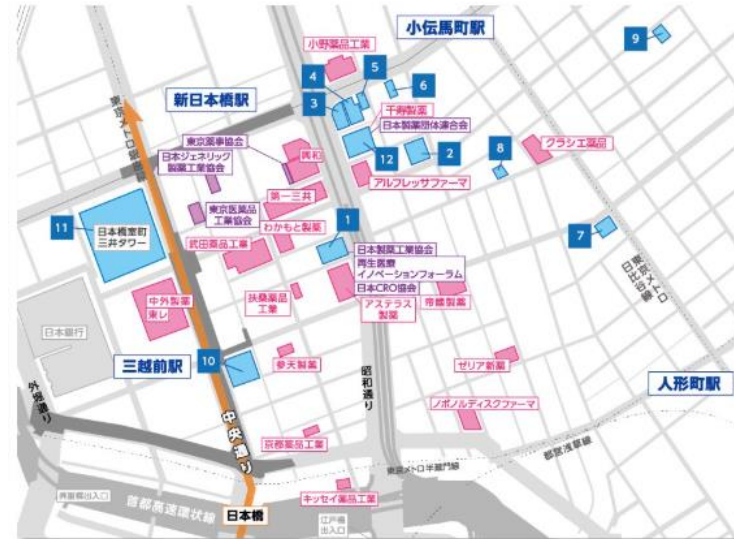 小伝馬町駅
9
小野薬品工業
4
5
6
新日本橋駅
3
千寿製薬
日本製薬団体連合会
東京メトロ銀座線
東京薬事協会
日本ジェネリック
製薬工業協会
興和
12
2
クラシエ薬品
8
アルフレッサファーマ
第一三共
東京医薬品
工業協会
わかもと製薬
1
11
日本橋室町
三井タワー
武田薬品工業
日本製薬工業協会
再生医療
イノベーションフォーラム
日本CRO協会
7
東京メトロ
日比谷線
扶桑薬品
工業
アステラス
製薬
帝國製薬
中外製薬
東レ
日本銀行
三越前駅
10
参天製薬
昭和通り
ゼリア新薬
人形町駅
外堀通り
ノボノルディスクファーマ
中央通り
京都薬品工業
都営浅草線
東京メトロ半蔵門線
キッセイ薬品工業
呉服橋出入口
首都高速環状線
日本橋
江戸橋
出入口